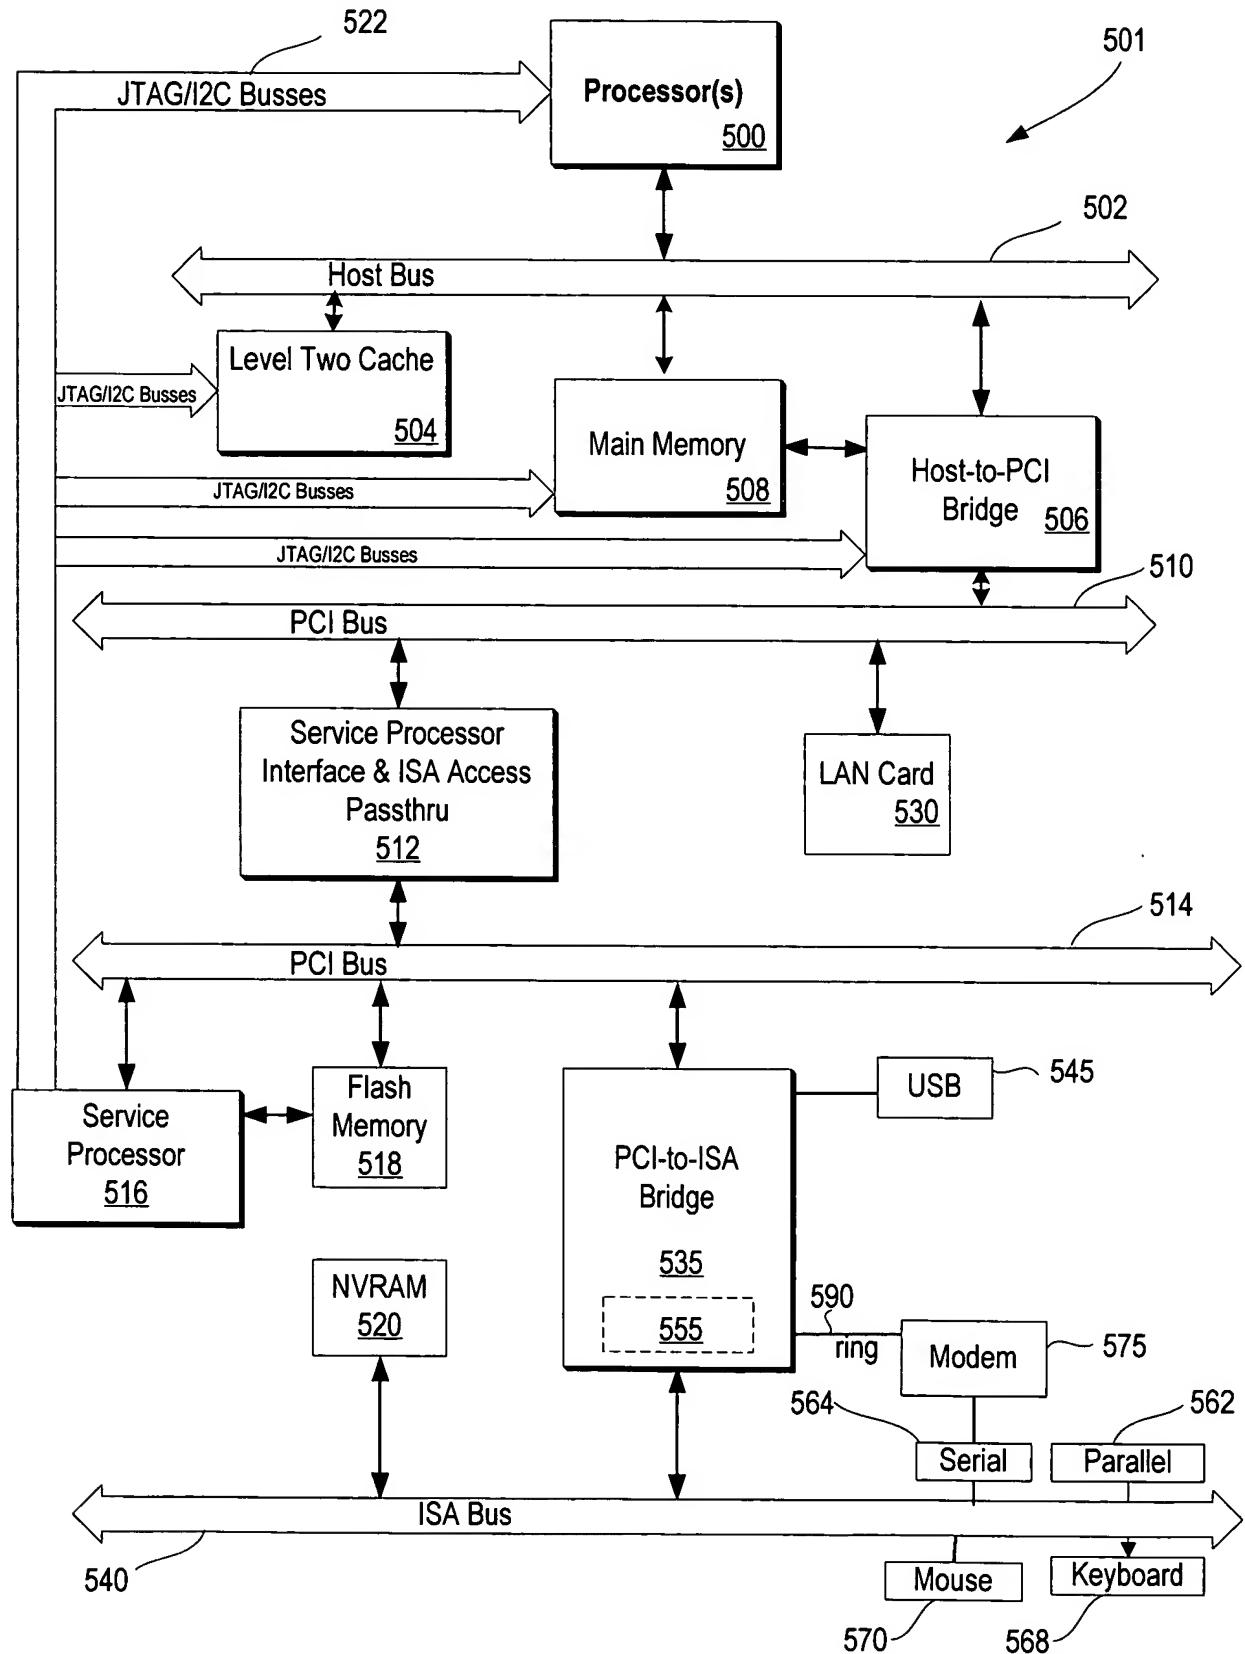 522
501
JTAG/I2C Busses
Processor(s)
500
502
Host Bus
Level Two Cache
504
JTAG/I2C Busses
Main Memory
508
Host-to-PCI
Bridge
506
JTAG/I2C Busses
JTAG/I2C Busses
510
PCI Bus
Service Processor
Interface & ISA Access
Passthru
512
LAN Card
530
514
PCI Bus
Service
Processor
516
Flash
Memory
518
PCI-to-ISA
Bridge
535
555
USB
545
NVRAM
520
590
ring
Modem
575
564
562
Serial
Parallel
ISA Bus
540
Mouse
Keyboard
570
568